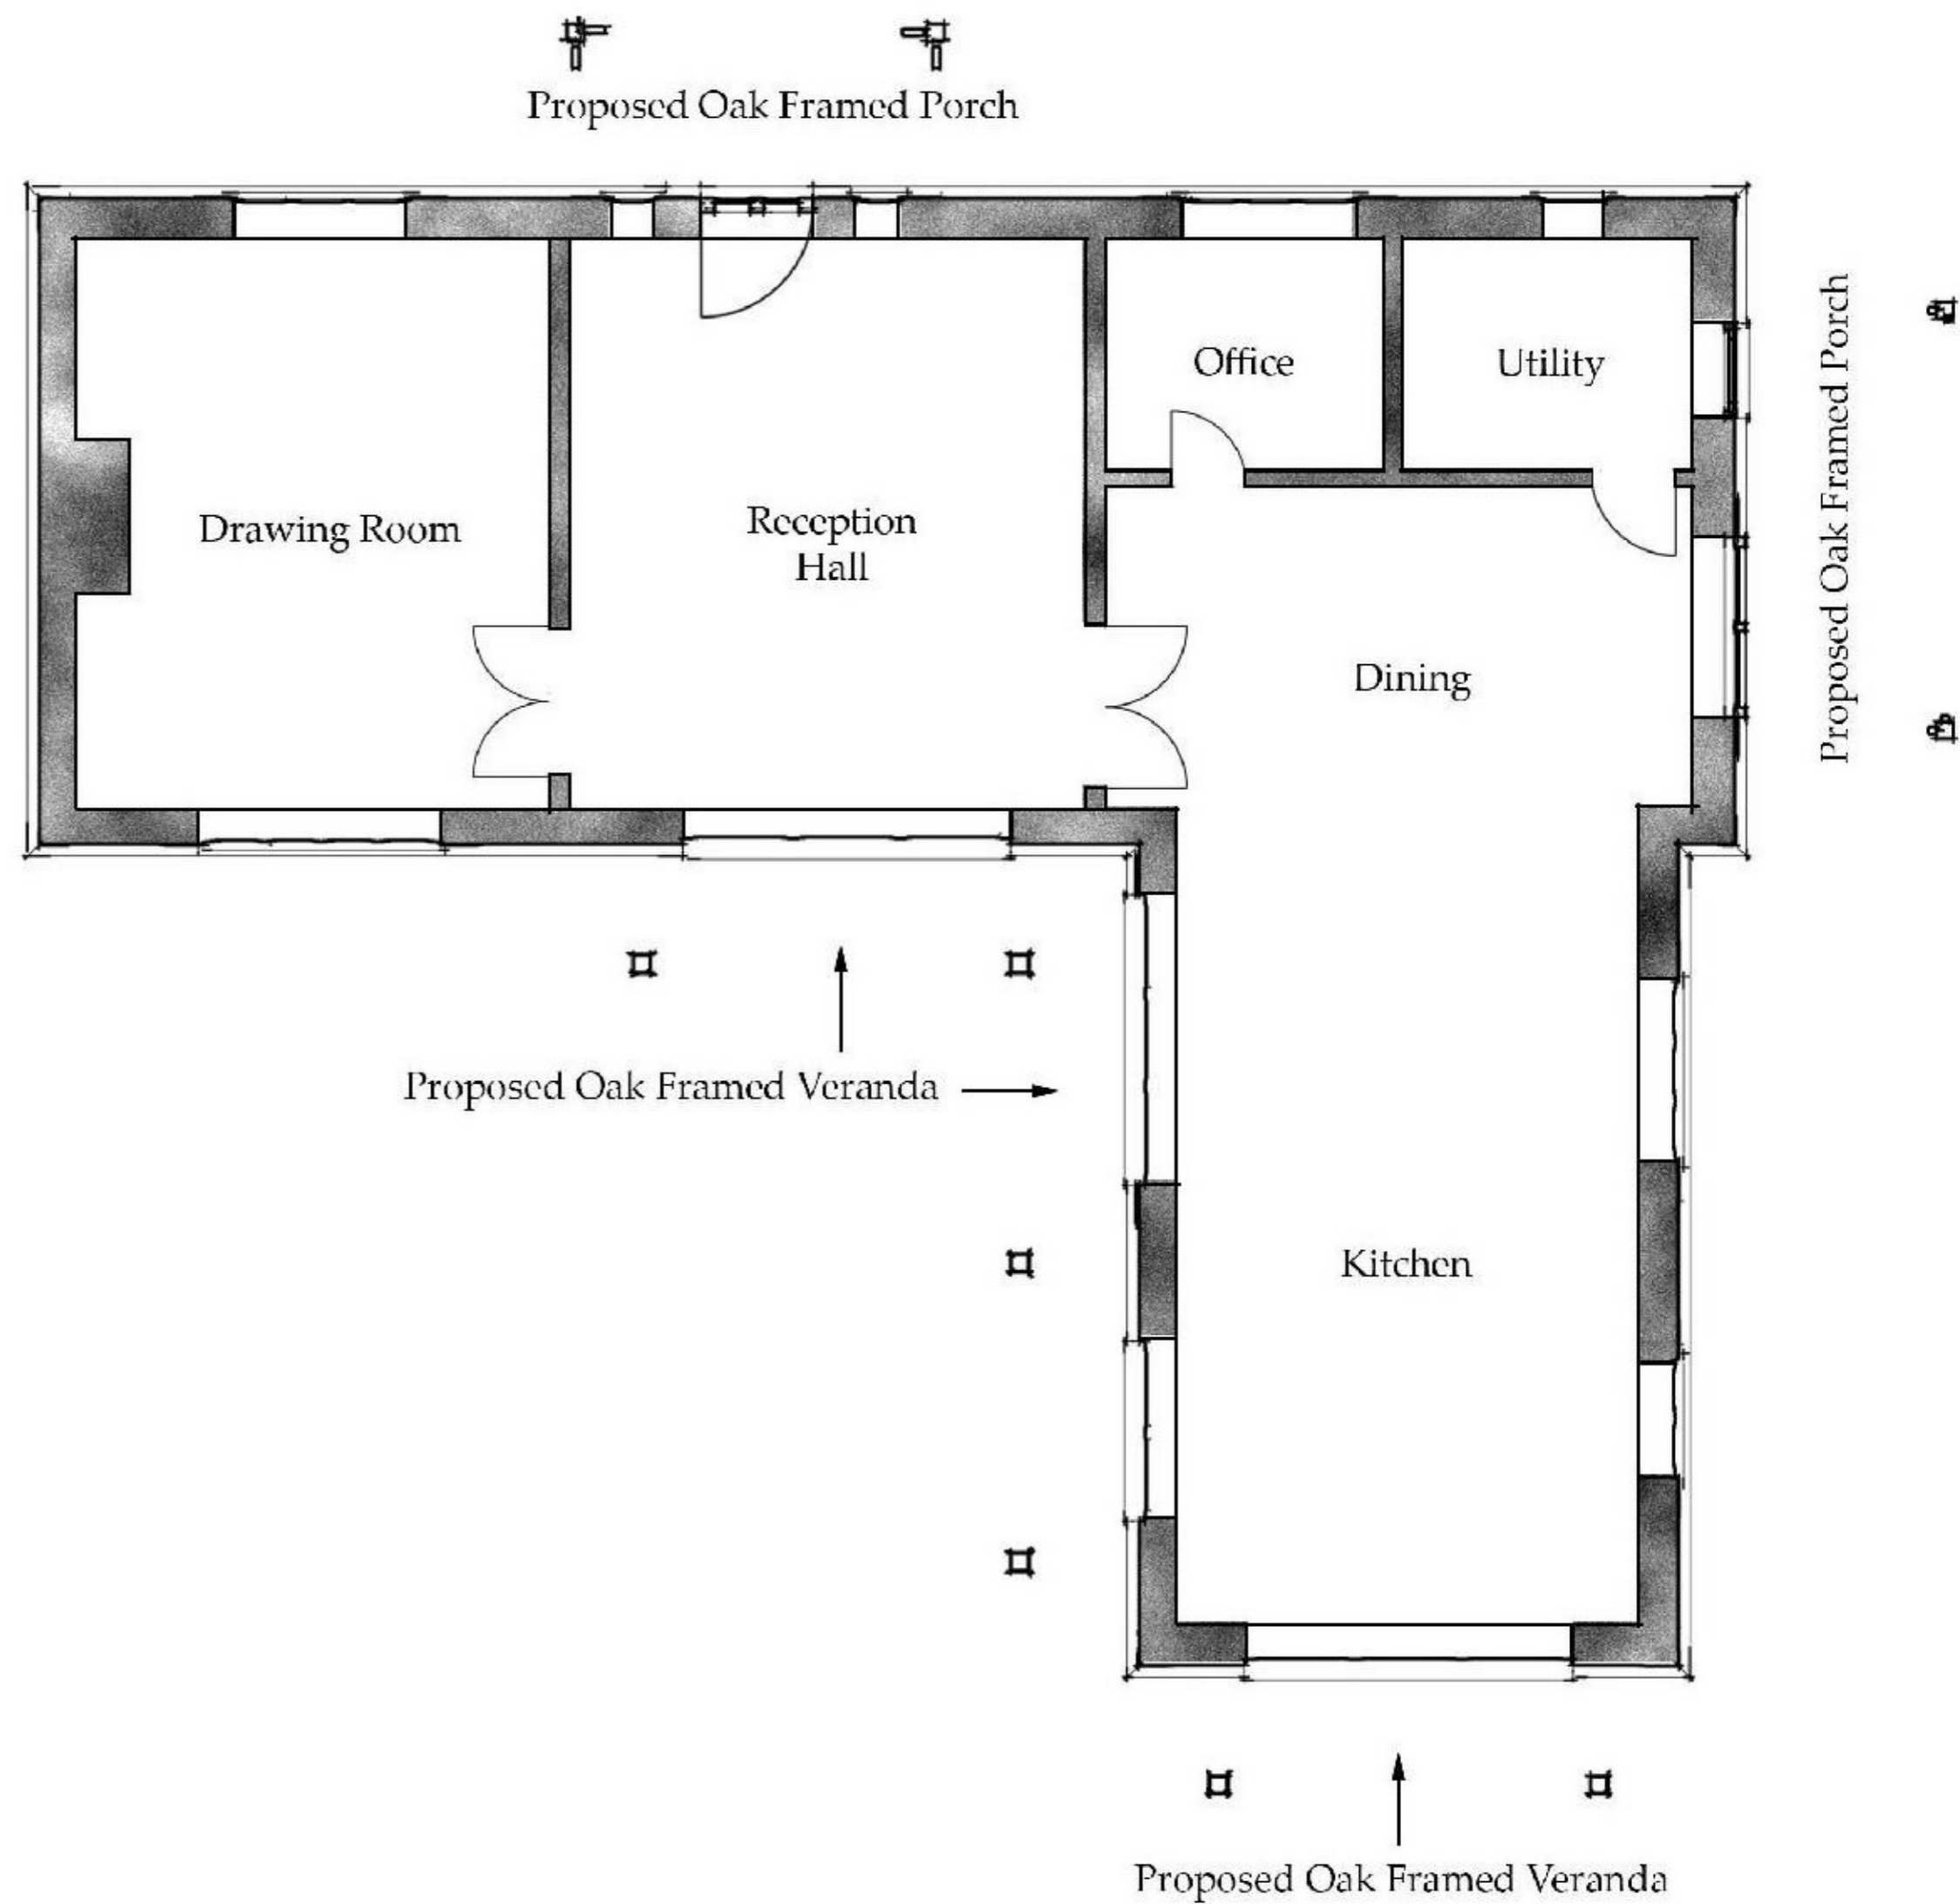 Proposed Oak Framed Porch
Office
Utility
Proposed Oak Framed Porch
Drawing Room
Reception
Hall
Dining
Proposed Oak Framed Veranda
Kitchen
Proposed Oak Framed Veranda